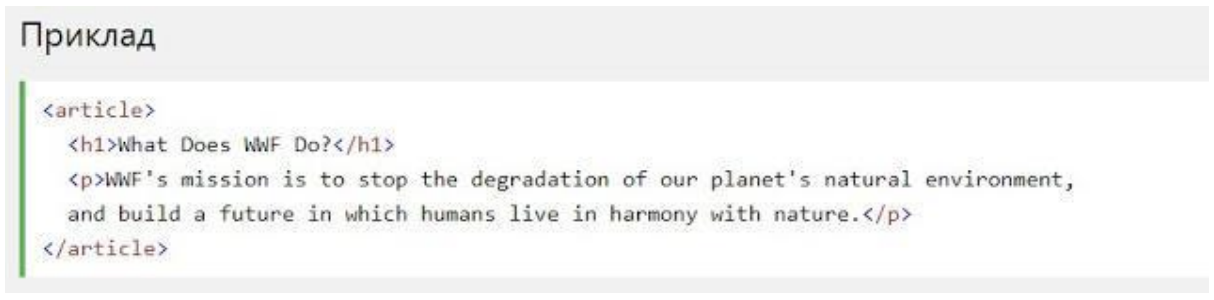 Приклад
<article>
<h1>What Does WWF Do?</h1>
<p>WWF's mission is to stop the degradation of our planet's natural environment,
and build a future in which humans live in harmony with nature.</p>
</article>